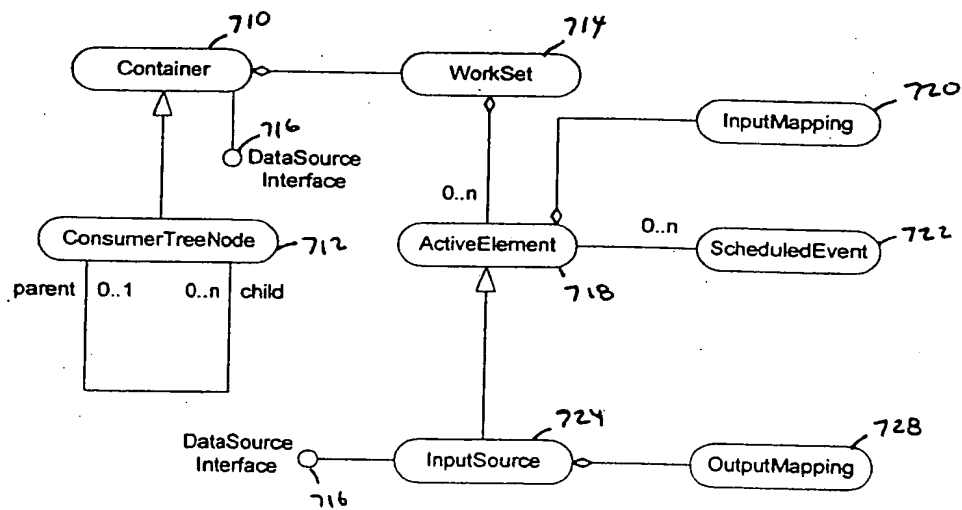 710
714
Container
WorkSet
720
InputMapping
716
DataSource
Interface
0..n
0..n
ConsumerTreeNode
712
ActiveElement
ScheduledEvent
722
718
parent
0..1
0..n
child
724
728
DataSource
Interface
InputSource
OutputMapping
716